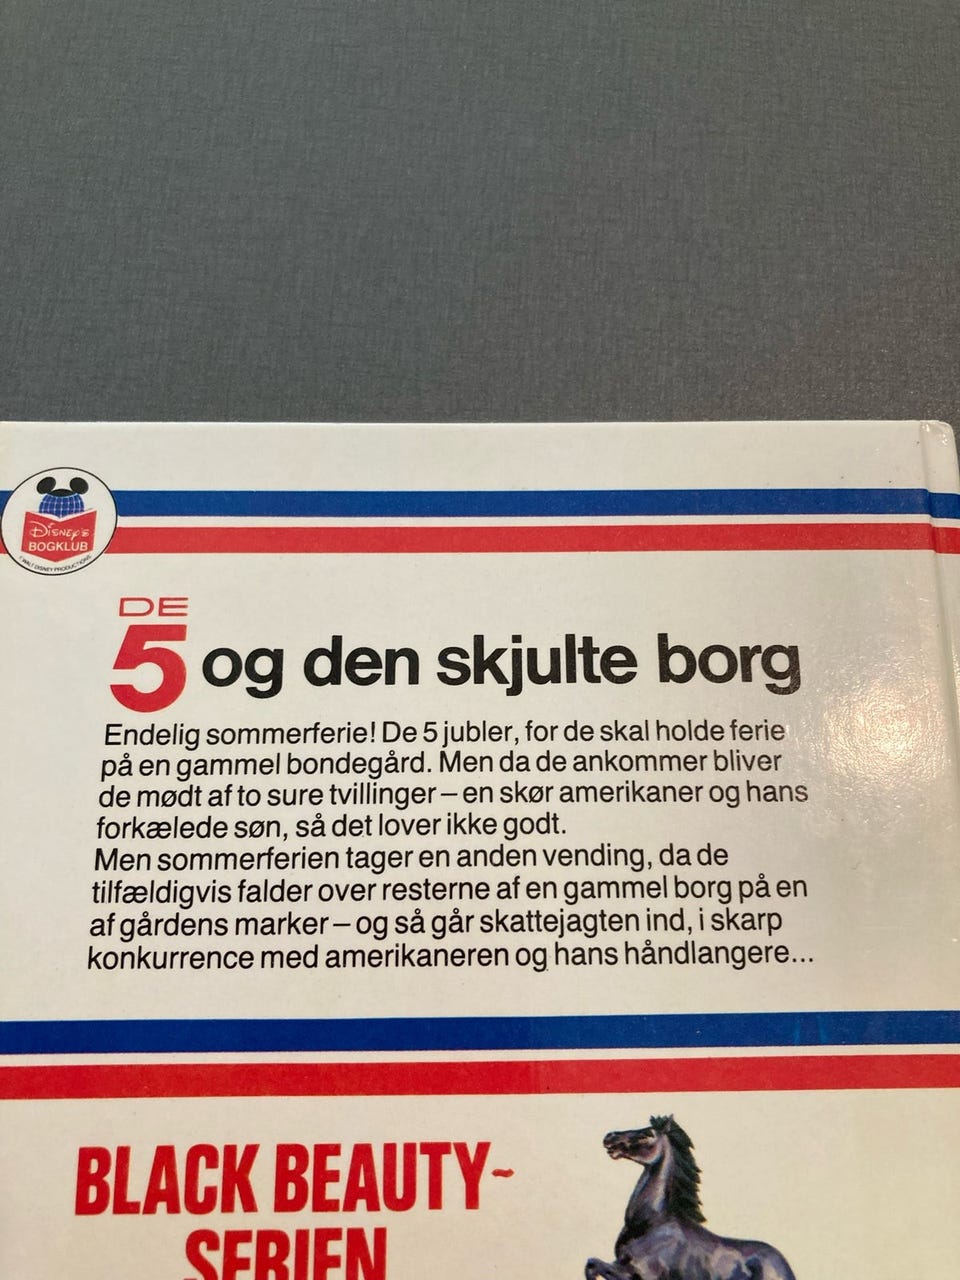 DISNEY'S
BOGKLUB
© WALT DISNEY PRODUCTIONS
DE
5 og den skjulte borg
Endelig sommerferie! De 5 jubler, for de skal holde ferie
på en gammel bondegård. Men da de ankommer bliver
de mødt af to sure tvillinger – en skør amerikaner og hans
forkælede søn, så det lover ikke godt.
Men sommerferien tager en anden vending, da de
tilfældigvis falder over resterne af en gammel borg på en
af gårdens marker – og så går skattejagten ind, i skarp
konkurrence med amerikaneren og hans håndlangere...
BLACK BEAUTY-
SERIEN